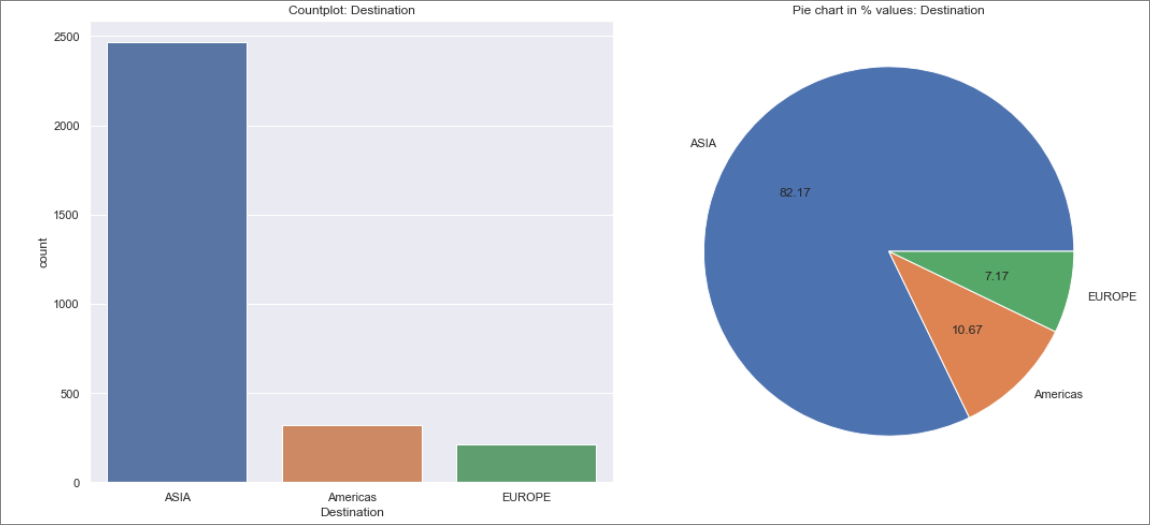 Countplot: Destination
2500
2000
1500
1000
500
0
count
ASIA
Americas
EUROPE
Destination
Pie chart in % values: Destination
ASIA
82.17
7.17
EUROPE
10.67
Americas